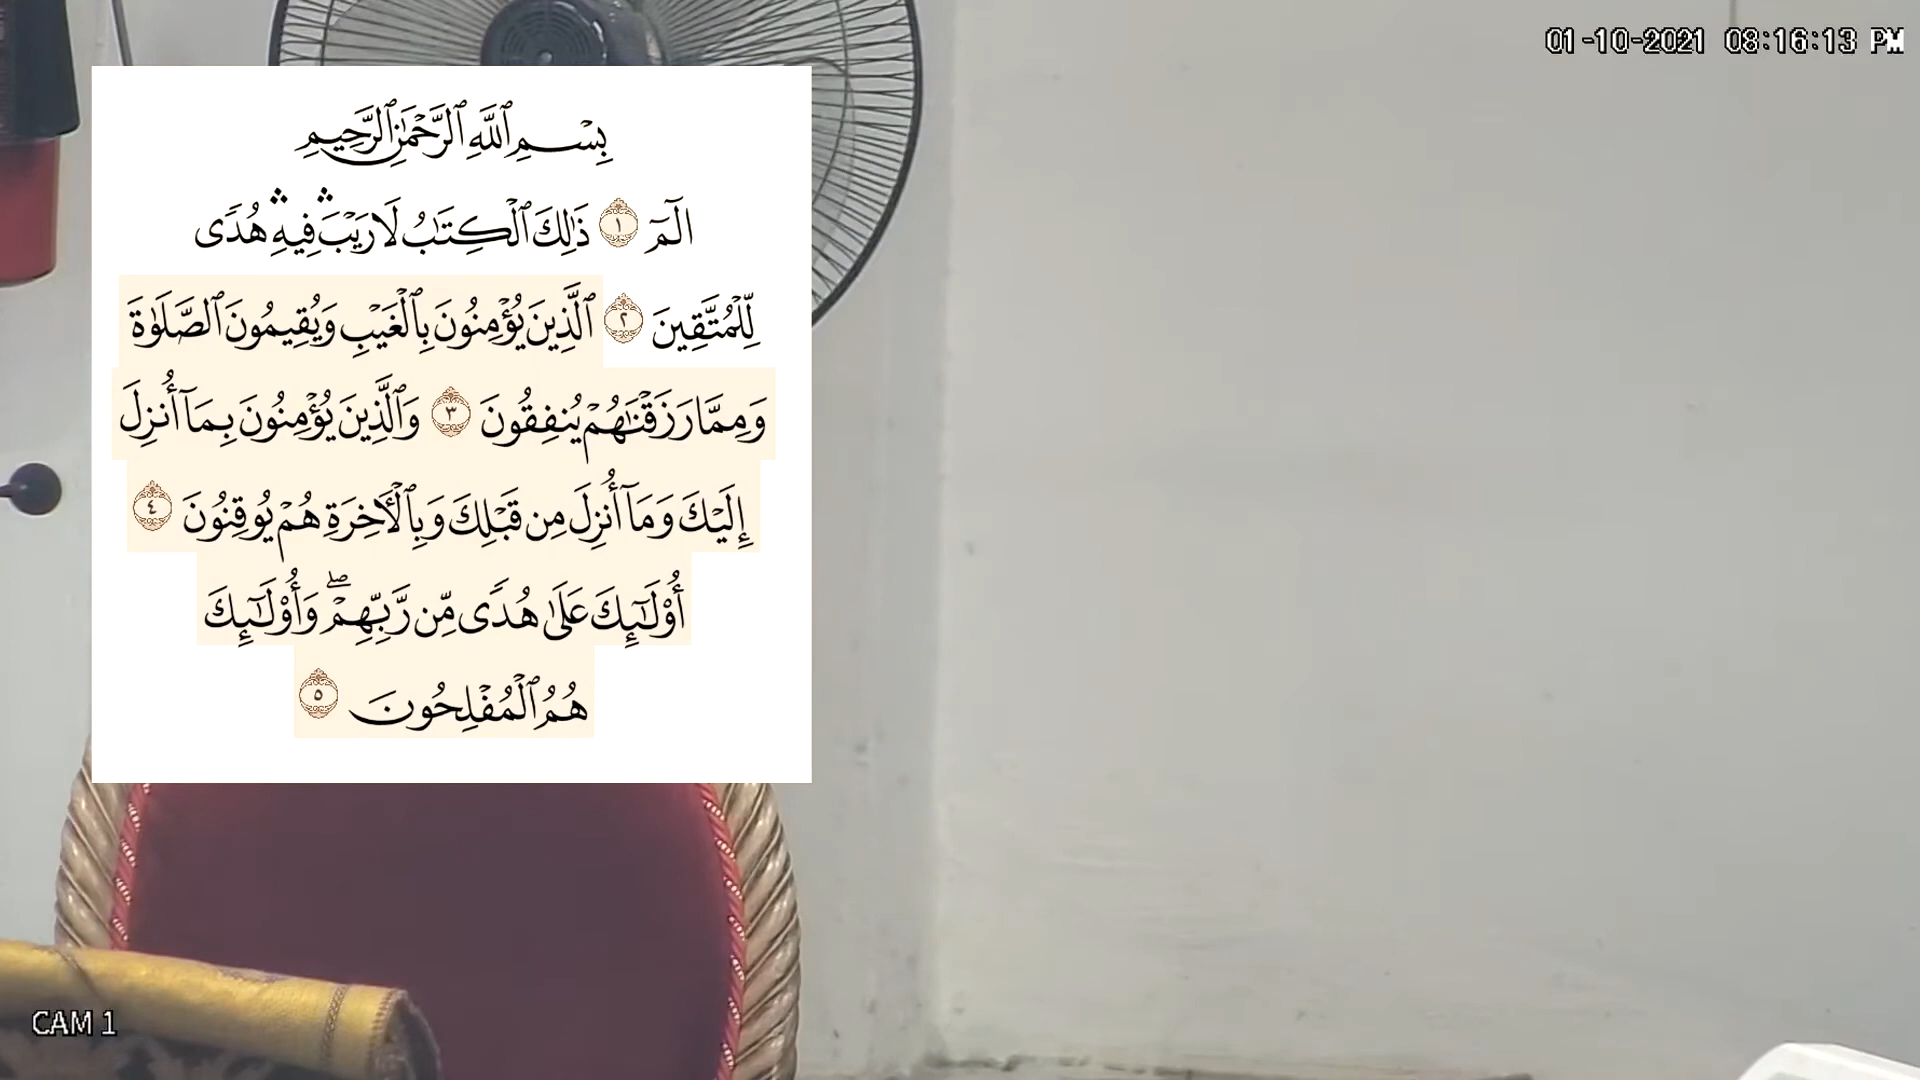 01-10-2021 08:16:13 PM
بِسْمِ ٱللَّهِ ٱلرَّحْمَٰنِ ٱلرَّحِيمِ
الٓمٓ ١ ذَٰلِكَ ٱلْكِتَٰبُ لَا رَيْبَ ۛ فِيهِ ۛ هُدًى
لِّلْمُتَّقِينَ ٢ ٱلَّذِينَ يُؤْمِنُونَ بِٱلْغَيْبِ وَيُقِيمُونَ ٱلصَّلَوٰةَ
وَمِمَّا رَزَقْنَٰهُمْ يُنفِقُونَ ٣ وَٱلَّذِينَ يُؤْمِنُونَ بِمَآ أُنزِلَ
إِلَيْكَ وَمَآ أُنزِلَ مِن قَبْلِكَ وَبِٱلْأَخِرَةِ هُمْ يُوقِنُونَ ٤
أُو۟لَٰٓئِكَ عَلَىٰ هُدًى مِّن رَّبِّهِمْ ۖ وَأُو۟لَٰٓئِكَ
هُمُ ٱلْمُفْلِحُونَ ٥
CAM 1